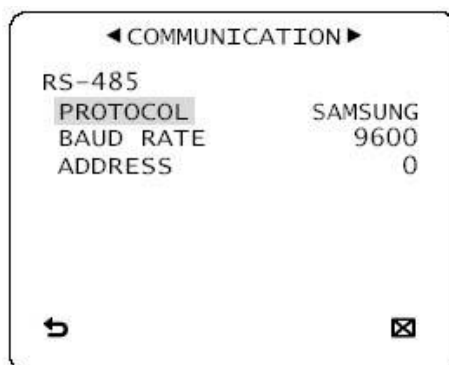 ◄COMMUNICATION►
RS-485
PROTOCOL SAMSUNG
BAUD RATE 9600
ADDRESS 0